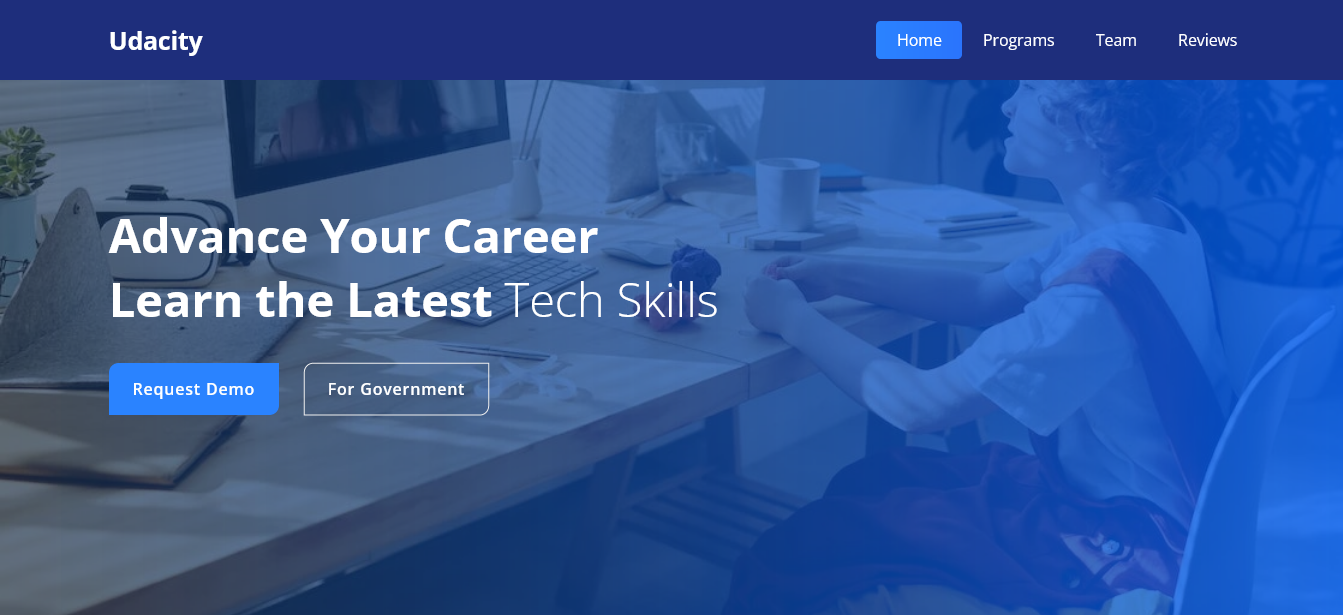 Udacity
Home Programs Team Reviews
Advance Your Career
Learn the Latest Tech Skills
Request Demo For Government